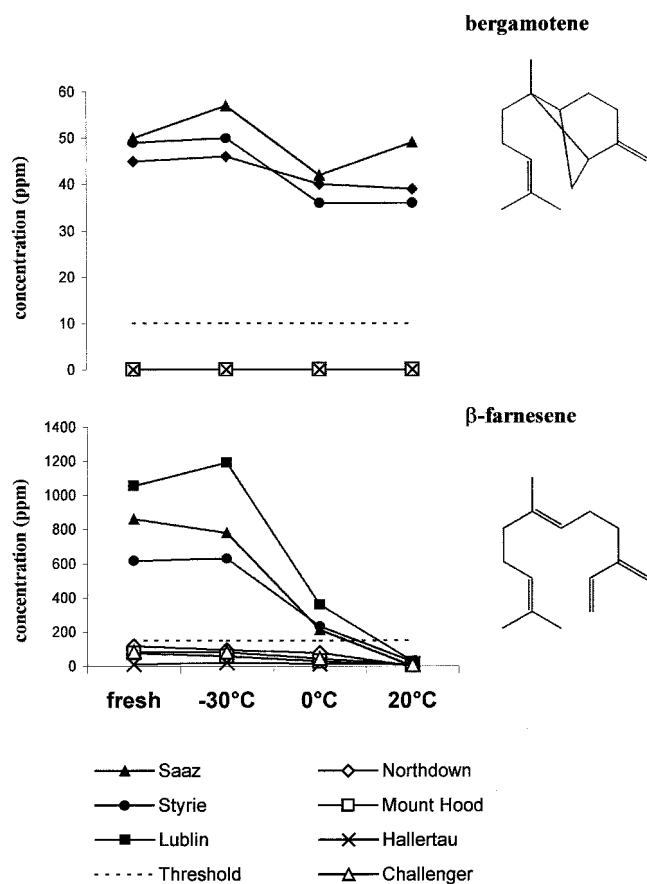 bergamotene
concentration (ppm)
60
50
40
30
20
10
0
β-farnesene
concentration (ppm)
1400
1200
1000
800
600
400
200
0
fresh -30°C 0°C 20°C
Saaz Northdown
Styrie Mount Hood
Lublin Hallertau
Threshold Challenger